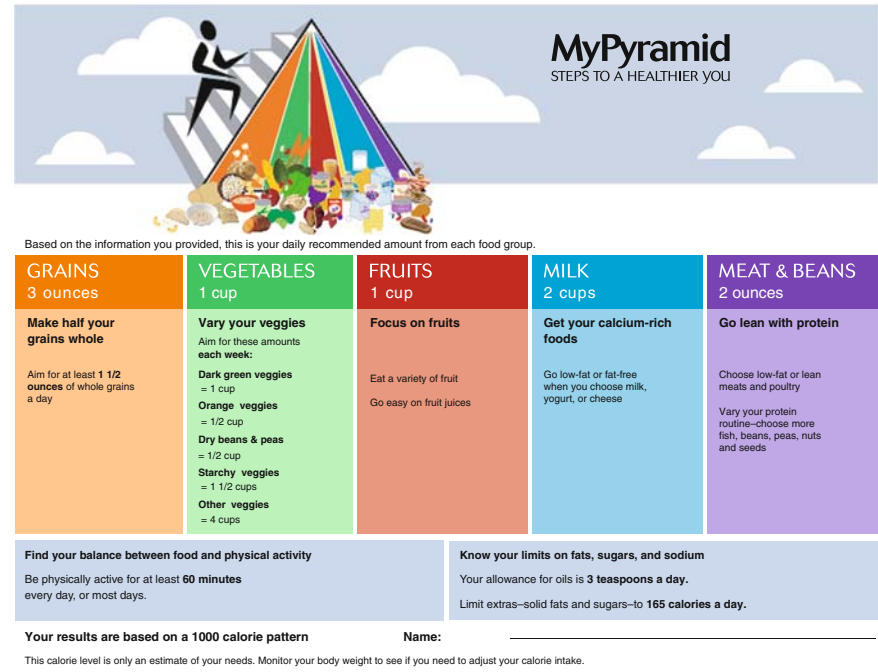 MyPyramid
STEPS TO A HEALTHIER YOU
Based on the information you provided, this is your daily recommended amount from each food group.
GRAINS
3 ounces
Make half your
grains whole
Aim for at least 1 1/2
ounces of whole grains
a day
VEGETABLES
1 cup
Vary your veggies
Aim for these amounts
each week:
Dark green veggies
= 1 cup
Orange veggies
= 1/2 cup
Dry beans & peas
= 1/2 cup
Starchy veggies
= 1 1/2 cups
Other veggies
= 4 cups
FRUITS
1 cup
Focus on fruits
Eat a variety of fruit
Go easy on fruit juices
MILK
2 cups
Get your calcium-rich
foods
Go low-fat or fat-free
when you choose milk,
yogurt, or cheese
MEAT & BEANS
2 ounces
Go lean with protein
Choose low-fat or lean
meats and poultry
Vary your protein
routine–choose more
fish, beans, peas, nuts
and seeds
Find your balance between food and physical activity
Be physically active for at least 60 minutes
every day, or most days.
Know your limits on fats, sugars, and sodium
Your allowance for oils is 3 teaspoons a day.
Limit extras–solid fats and sugars–to 165 calories a day.
Your results are based on a 1000 calorie pattern
Name:
This calorie level is only an estimate of your needs. Monitor your body weight to see if you need to adjust your calorie intake.